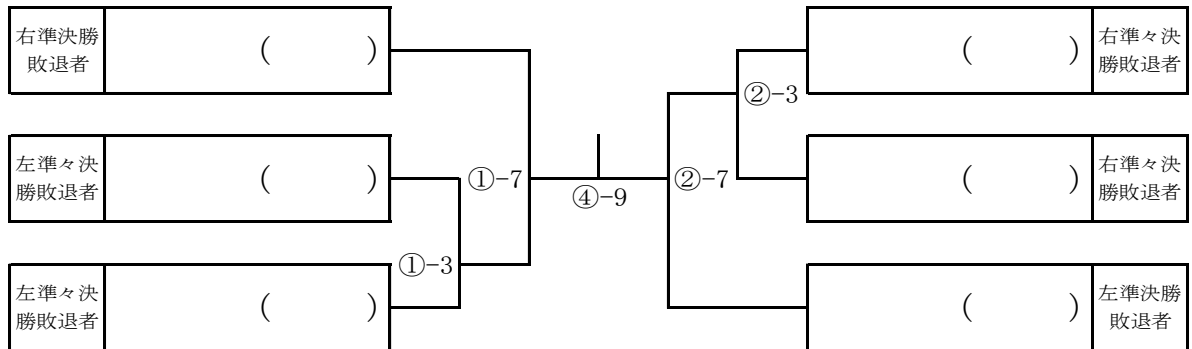 右準決勝
敗退者
(　　　)
(　　　)
右準々決
勝敗退者
②-3
左準々決
勝敗退者
(　　　)
①-7
④-9
②-7
(　　　)
右準々決
勝敗退者
①-3
左準々決
勝敗退者
(　　　)
(　　　)
左準決勝
敗退者